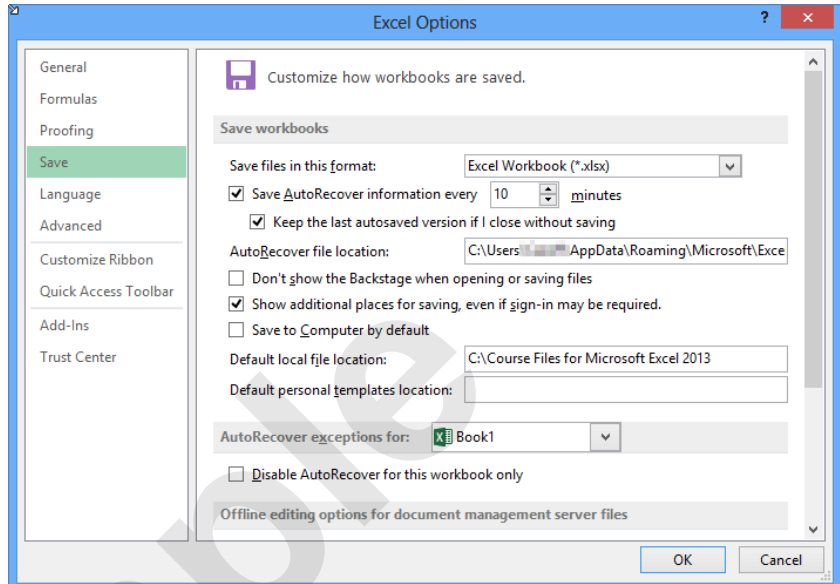 Excel Options
?
General
Formulas
Proofing
Save
Language
Advanced
Customize Ribbon
Quick Access Toolbar
Add-Ins
Trust Center
Customize how workbooks are saved.
Save workbooks
Save files in this format: Excel Workbook (*.xlsx)
Save AutoRecover information every 10 minutes
Keep the last autosaved version if I close without saving
AutoRecover file location: C:\Users AppData\Roaming\Microsoft\Exce
Don't show the Backstage when opening or saving files
Show additional places for saving, even if sign-in may be required.
Save to Computer by default
Default local file location: C:\Course Files for Microsoft Excel 2013
Default personal templates location:
AutoRecover exceptions for: Book1
Disable AutoRecover for this workbook only
Offline editing options for document management server files
OK Cancel